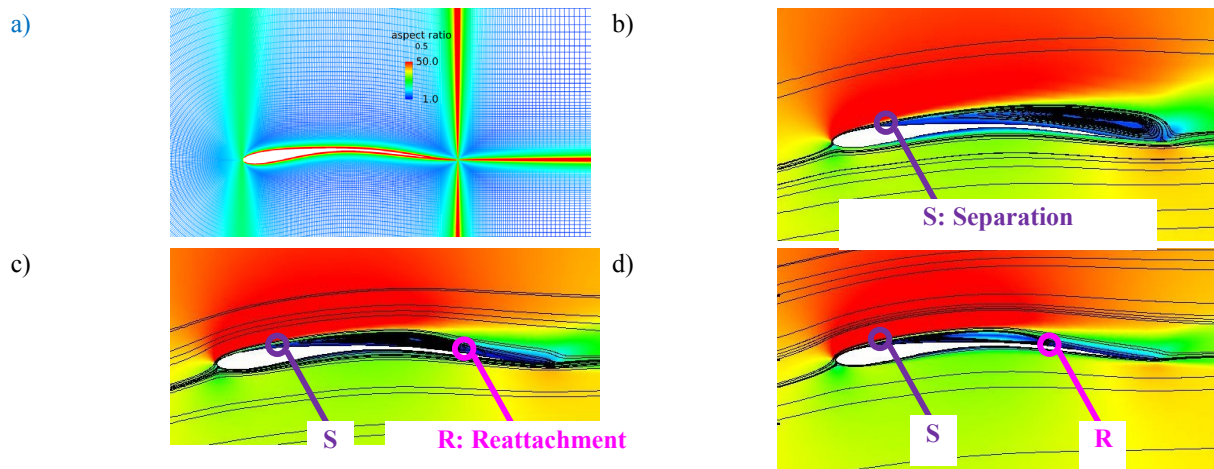 a)
aspect ratio
0.5
50.0
1.0
b)
S: Separation
c)
S
R: Reattachment
d)
S
R